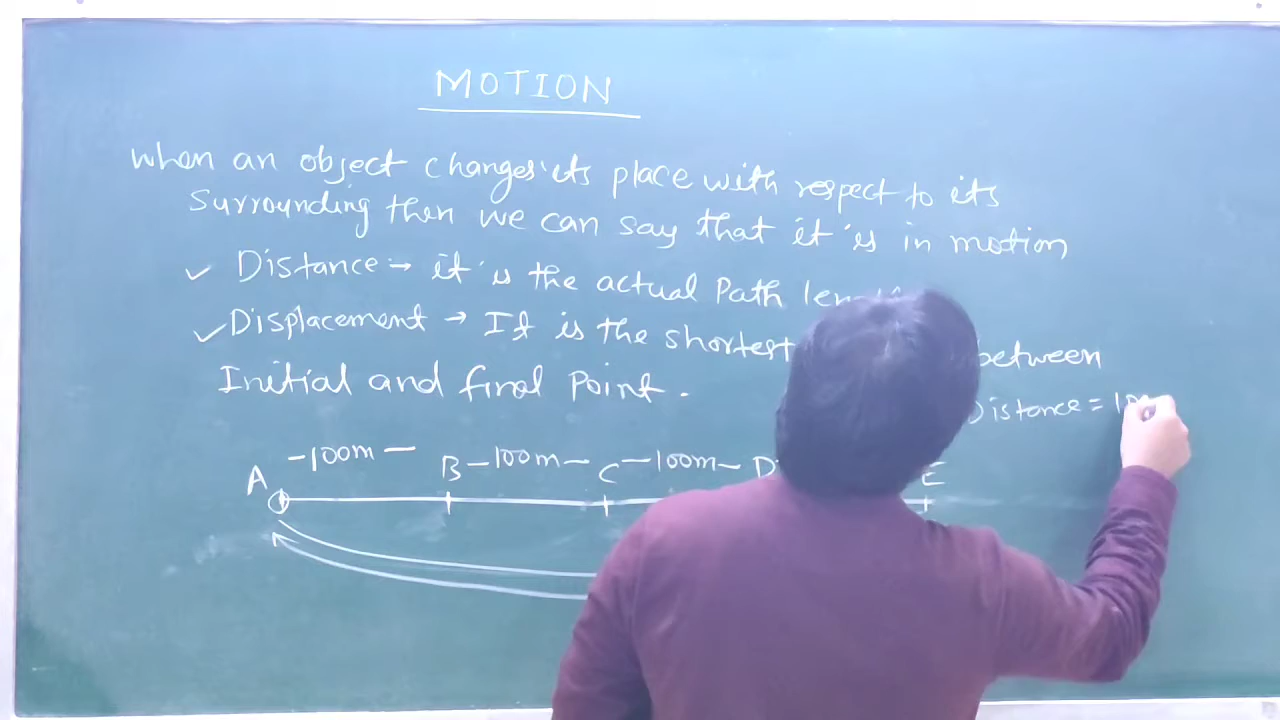 MOTION
When an object changes its place with respect to its
Surrounding then we can say that it is in motion
✓ Distance → it is the actual Path
✓ Displacement → It is the shortest between
Initial and final Point.
Distance =
-100m- -100m- -100m-
A B C D E